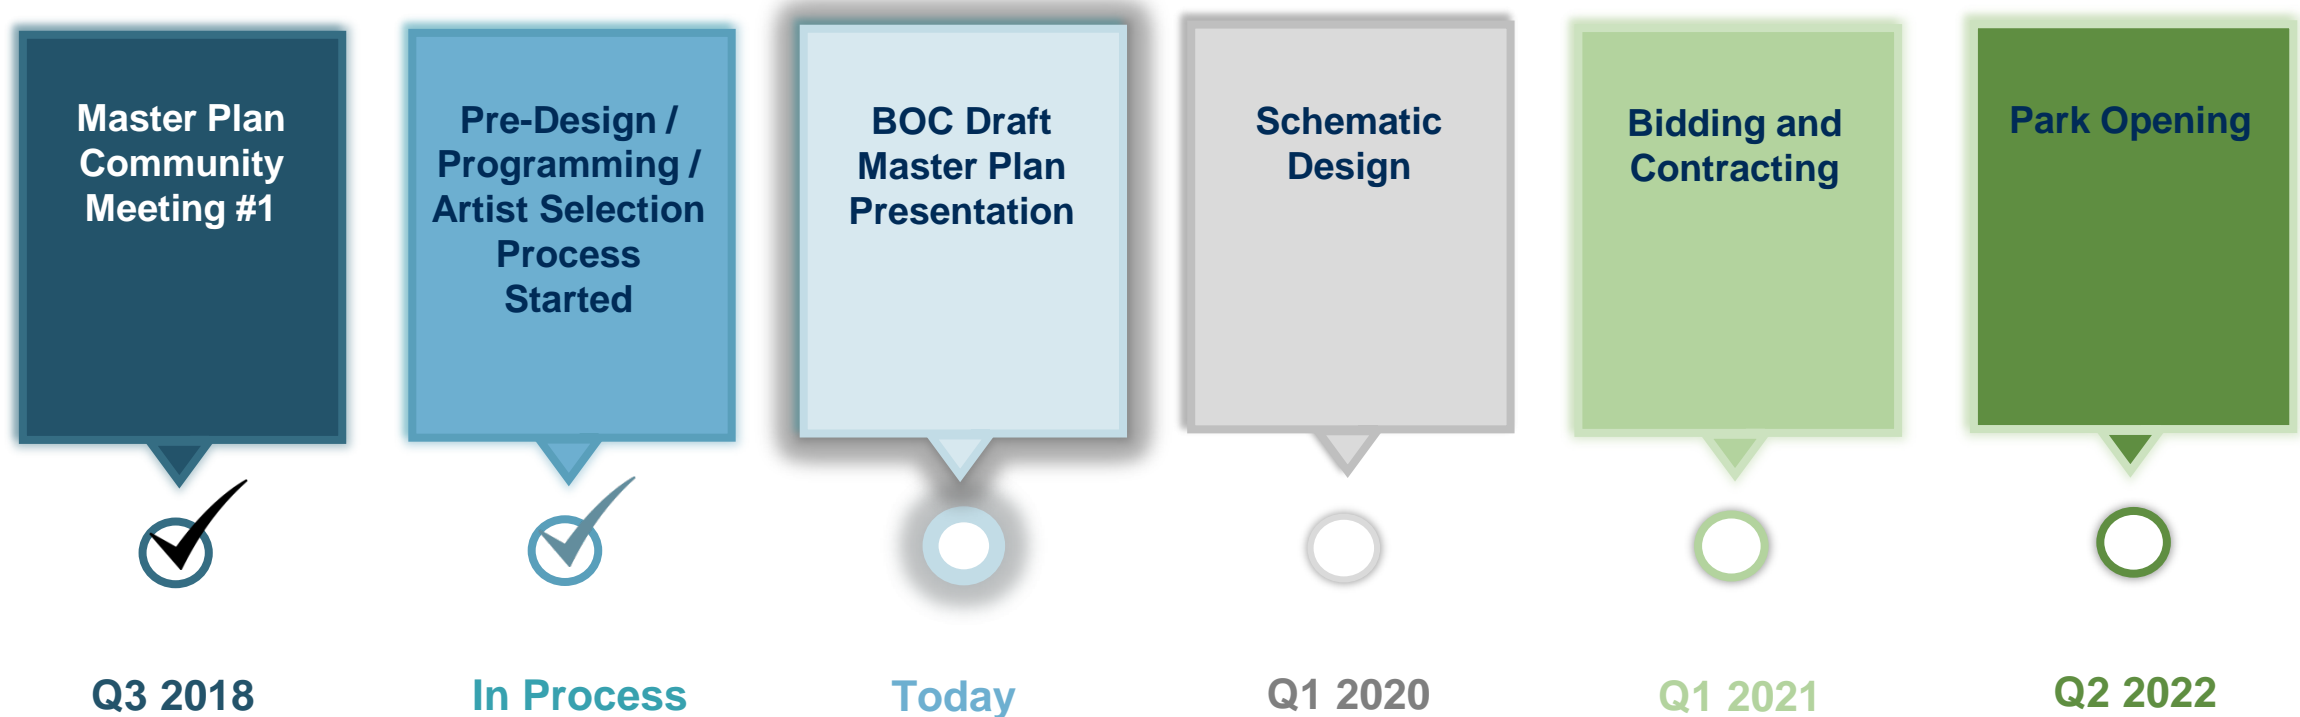 Master Plan
Community
Meeting #1
Pre-Design /
Programming /
Artist Selection
Process
Started
BOC Draft
Master Plan
Presentation
Schematic
Design
Bidding and
Contracting
Park Opening
Q3 2018
In Process
Today
Q1 2020
Q1 2021
Q2 2022